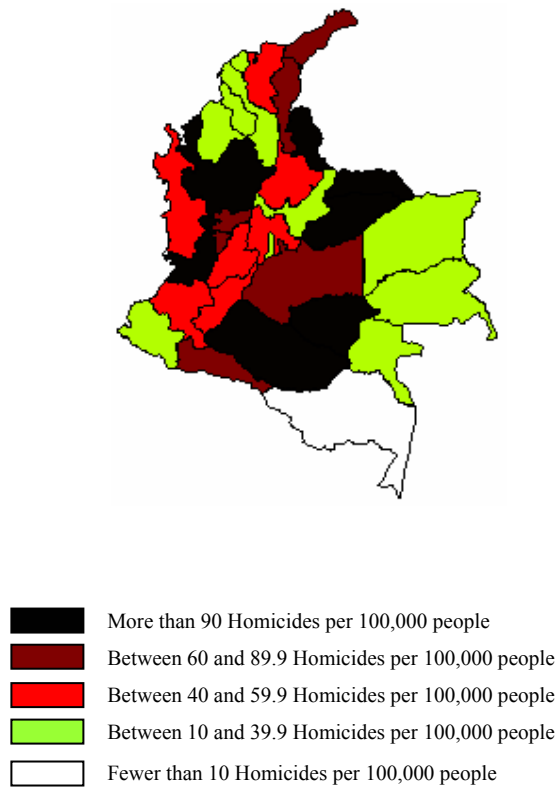 More than 90 Homicides per 100,000 people
Between 60 and 89.9 Homicides per 100,000 people
Between 40 and 59.9 Homicides per 100,000 people
Between 10 and 39.9 Homicides per 100,000 people
Fewer than 10 Homicides per 100,000 people